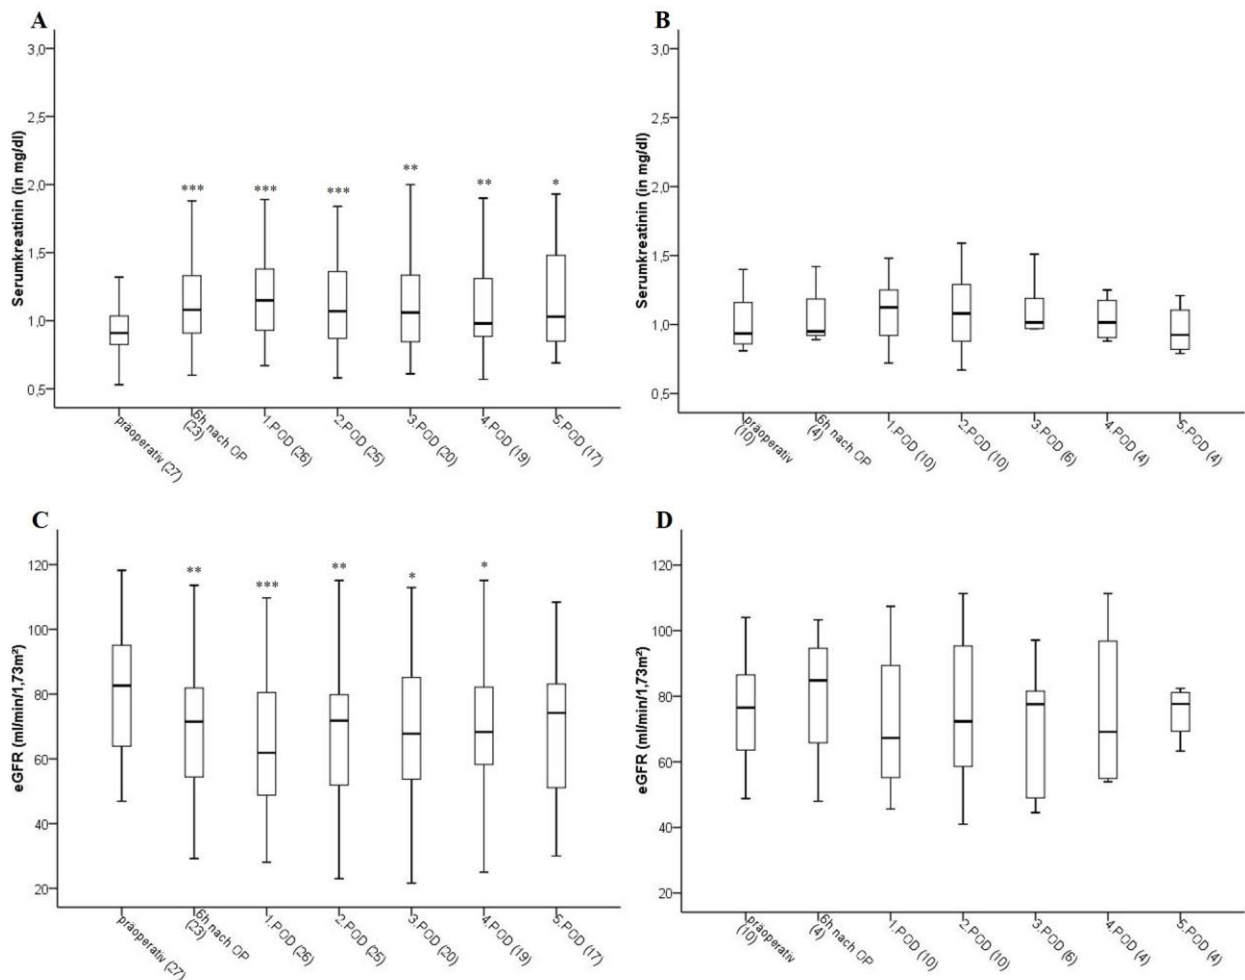 A
Serumkreatinin (in mg/dl)
3,0
2,5
2,0
1,5
1,0
0,5
***
***
***
**
**
*
präoperativ (27)
6h nach OP
(23)
1.POD (26)
2.POD (25)
3.POD (20)
4.POD (19)
5.POD (17)
B
Serumkreatinin (in mg/dl)
3,0
2,5
2,0
1,5
1,0
0,5
präoperativ
(10)
6h nach OP
(4)
1.POD (10)
2.POD (10)
3.POD (6)
4.POD (4)
5.POD (4)
C
eGFR (ml/min/1,73m²)
120
100
80
60
40
20
**
***
**
*
*
präoperativ (27)
6h nach OP
(23)
1.POD (26)
2.POD (25)
3.POD (20)
4.POD (19)
5.POD (17)
D
eGFR (ml/min/1,73m²)
120
100
80
60
40
20
präoperativ
(10)
6h nach OP
(4)
1.POD (10)
2.POD (10)
3.POD (6)
4.POD (4)
5.POD (4)